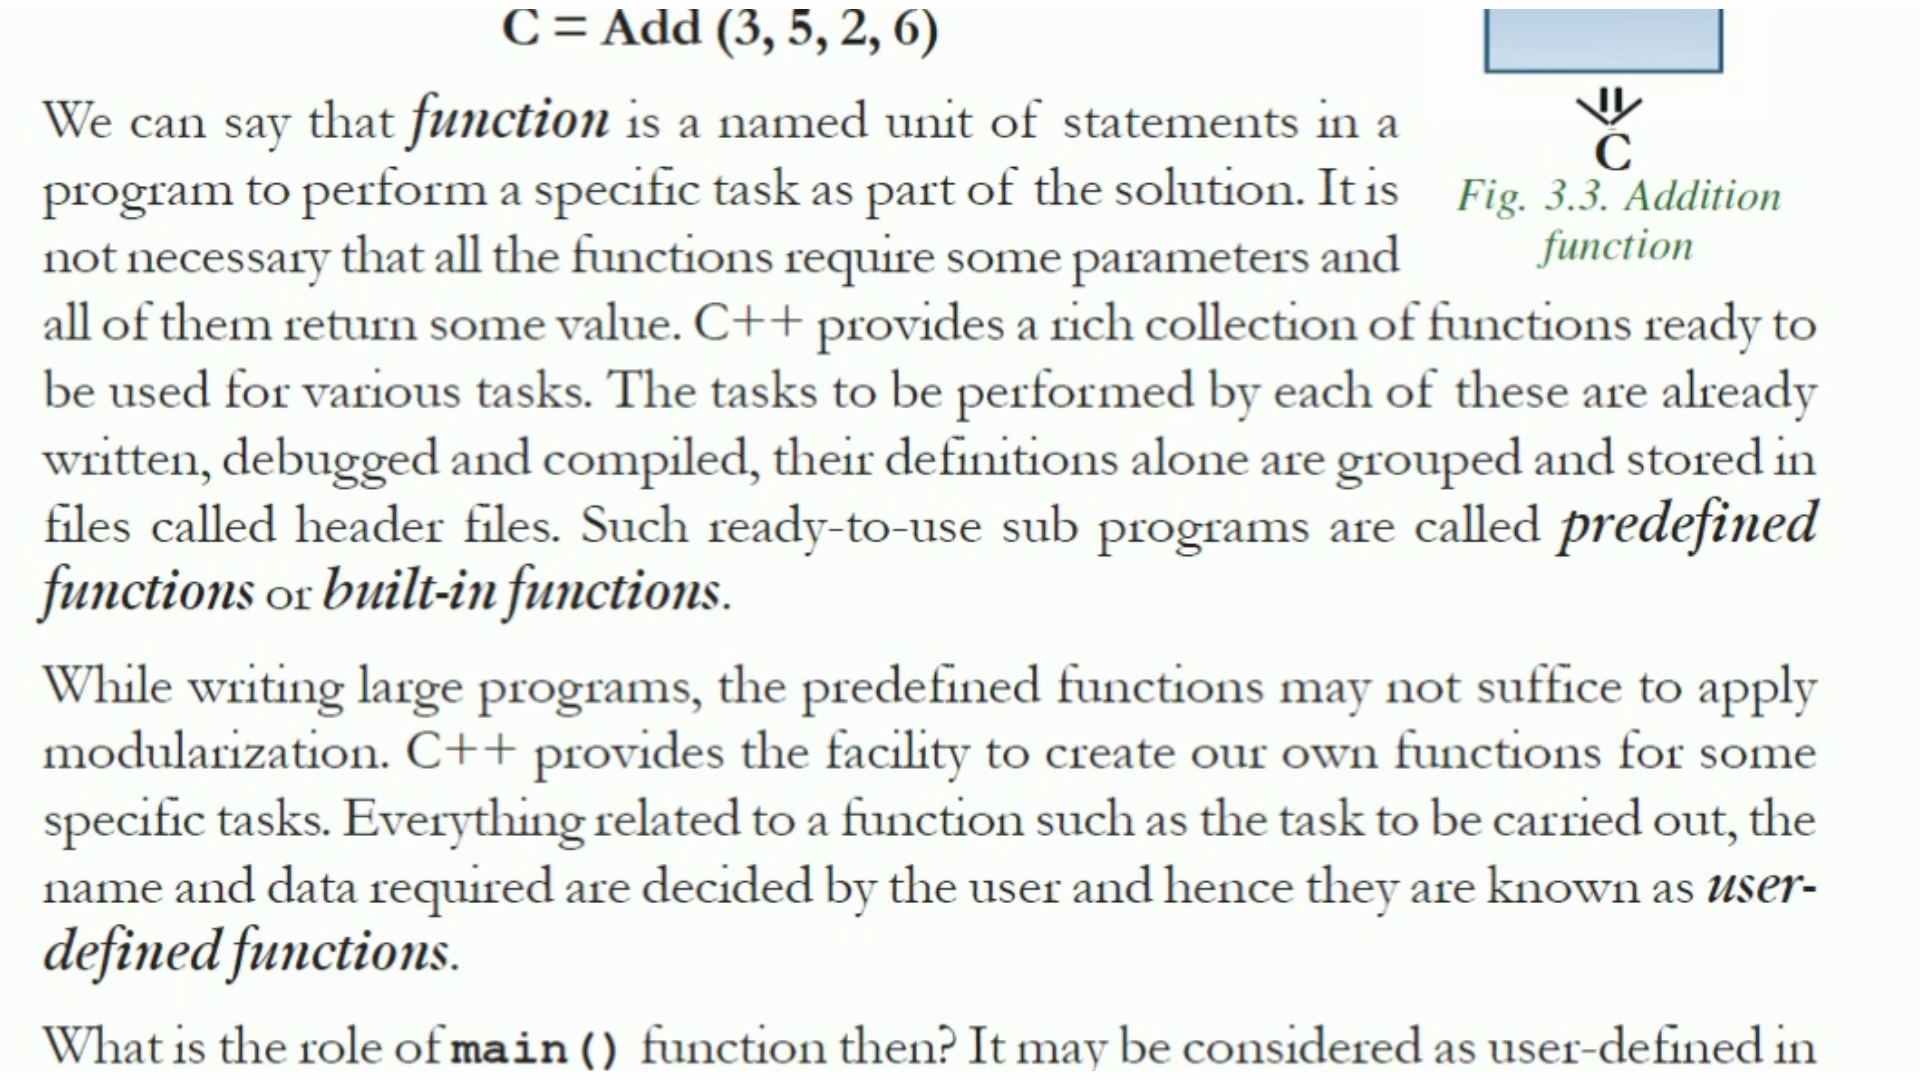 C = Add (3, 5, 2, 6)
We can say that function is a named unit of statements in a
program to perform a specific task as part of the solution. It is
not necessary that all the functions require some parameters and
all of them return some value. C++ provides a rich collection of functions ready to
be used for various tasks. The tasks to be performed by each of these are already
written, debugged and compiled, their definitions alone are grouped and stored in
files called header files. Such ready-to-use sub programs are called predefined
functions or built-in functions.
C
Fig. 3.3. Addition
function
While writing large programs, the predefined functions may not suffice to apply
modularization. C++ provides the facility to create our own functions for some
specific tasks. Everything related to a function such as the task to be carried out, the
name and data required are decided by the user and hence they are known as user-
defined functions.
What is the role of main() function then? It may be considered as user-defined in